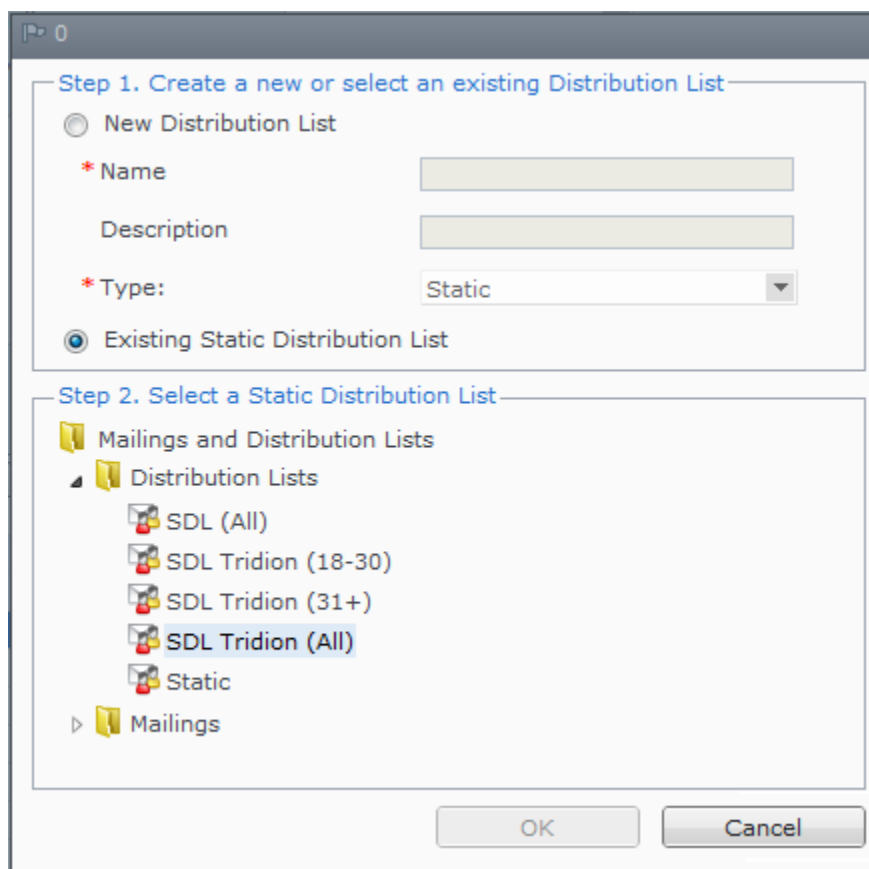 0
Step 1. Create a new or select an existing Distribution List
New Distribution List
* Name
Description
* Type: Static
Existing Static Distribution List
Step 2. Select a Static Distribution List
Mailings and Distribution Lists
Distribution Lists
SDL (All)
SDL Tridion (18-30)
SDL Tridion (31+)
SDL Tridion (All)
Static
Mailings
OK Cancel